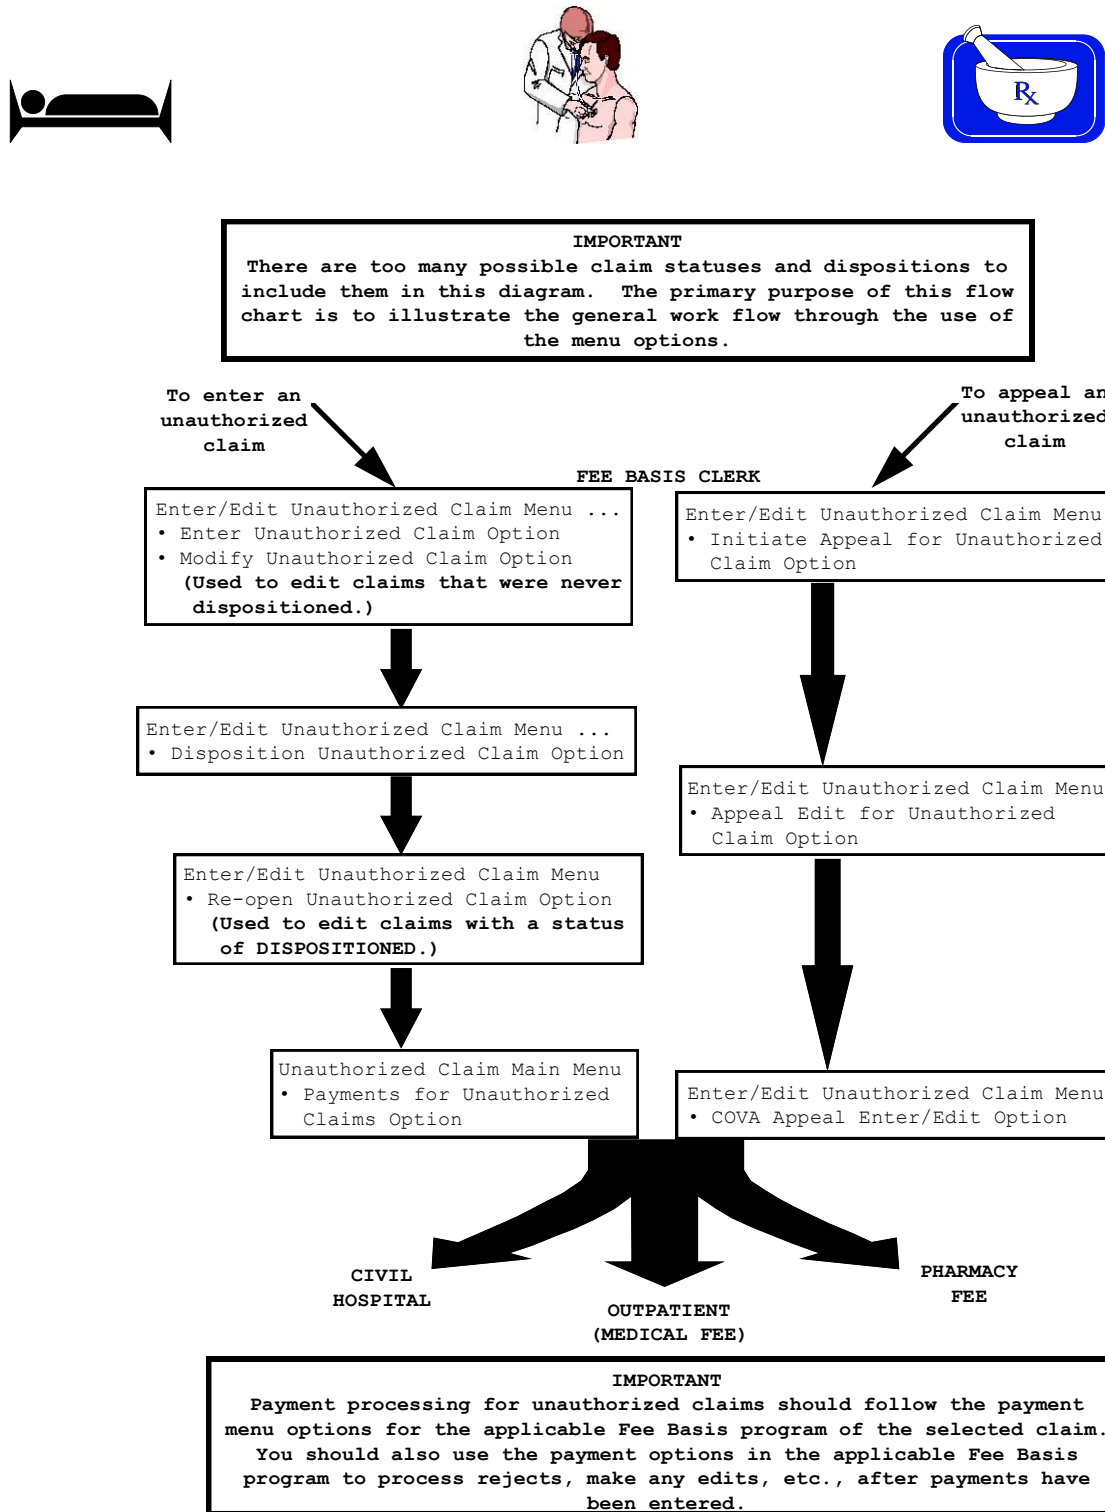 Rx
IMPORTANT
There are too many possible claim statuses and dispositions to
include them in this diagram. The primary purpose of this flow
chart is to illustrate the general work flow through the use of
the menu options.
To enter an
unauthorized
claim
To appeal an
unauthorized
claim
FEE BASIS CLERK
Enter/Edit Unauthorized Claim Menu ...
• Enter Unauthorized Claim Option
• Modify Unauthorized Claim Option
(Used to edit claims that were never
dispositioned.)
Enter/Edit Unauthorized Claim Menu
• Initiate Appeal for Unauthorized
Claim Option
Enter/Edit Unauthorized Claim Menu ...
• Disposition Unauthorized Claim Option
Enter/Edit Unauthorized Claim Menu
• Appeal Edit for Unauthorized
Claim Option
Enter/Edit Unauthorized Claim Menu
• Re-open Unauthorized Claim Option
(Used to edit claims with a status
of DISPOSITIONED.)
Unauthorized Claim Main Menu
• Payments for Unauthorized
Claims Option
Enter/Edit Unauthorized Claim Menu
• COVA Appeal Enter/Edit Option
CIVIL
HOSPITAL
OUTPATIENT
(MEDICAL FEE)
PHARMACY
FEE
IMPORTANT
Payment processing for unauthorized claims should follow the payment
menu options for the applicable Fee Basis program of the selected claim.
You should also use the payment options in the applicable Fee Basis
program to process rejects, make any edits, etc., after payments have
been entered.